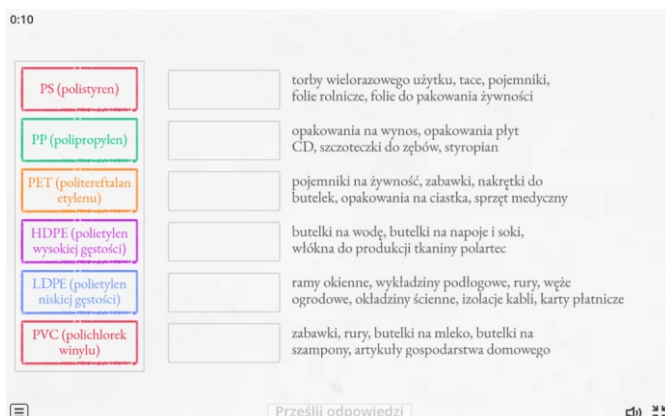 0:10
PS (polistyren)
PP (polipropylen)
PET (politereftalan
etylenu)
HDPE (polietylen
wysokiej gęstości)
LDPE (polietylen
niskiej gęstości)
PVC (polichlorek
winylu)
torby wielorazowego użytku, tace, pojemniki,
folie rolnicze, folie do pakowania żywności
opakowania na wynos, opakowania płyt
CD, szczoteczki do zębów, styropian
pojemniki na żywność, zabawki, nakrętki do
butelek, opakowania na ciastka, sprzęt medyczny
butelki na wodę, butelki na napoje i soki,
włókna do produkcji tkaniny polartec
ramy okienne, wykładziny podłogowe, rury, węże
ogrodowe, okładziny ścienne, izolacje kabli, karty płatnicze
zabawki, rury, butelki na mleko, butelki na
szampony, artykuły gospodarstwa domowego
Prześlij odpowiedzi